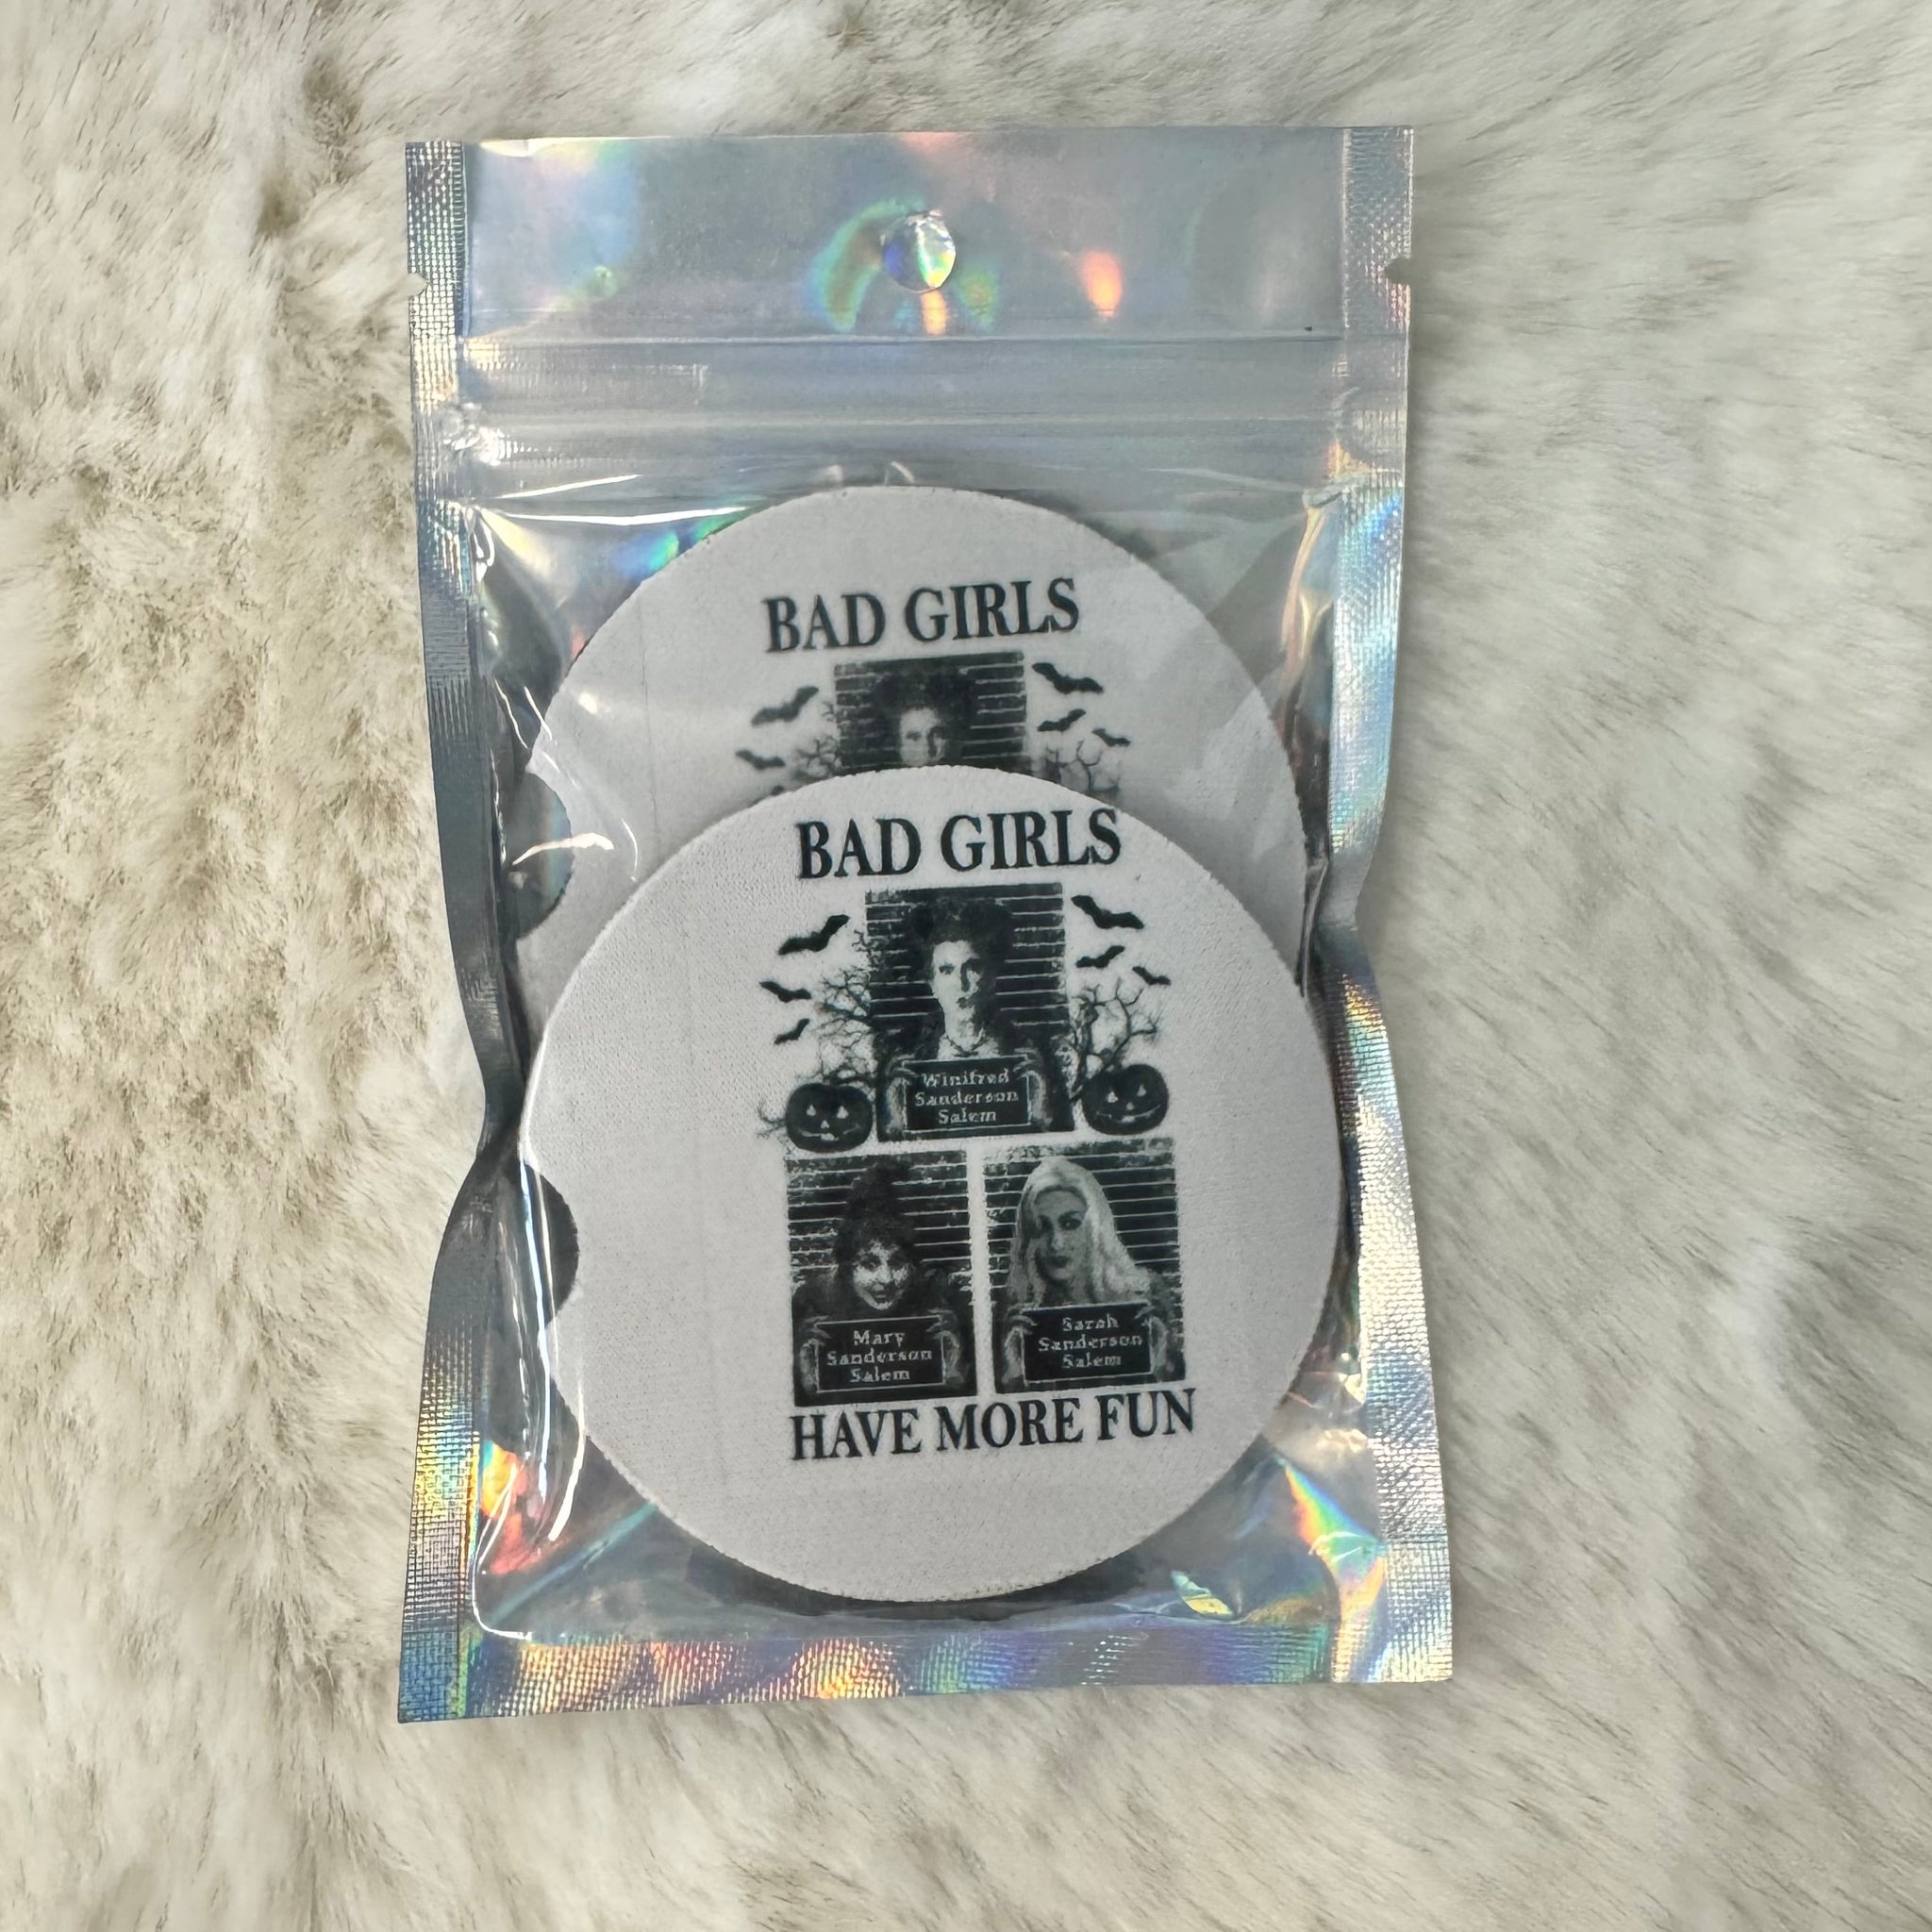 BAD GIRLS
BAD GIRLS
Winifred
Sanderson
Salem
Mary
Sanderson
Salem
Sarah
Sanderson
Salem
HAVE MORE FUN